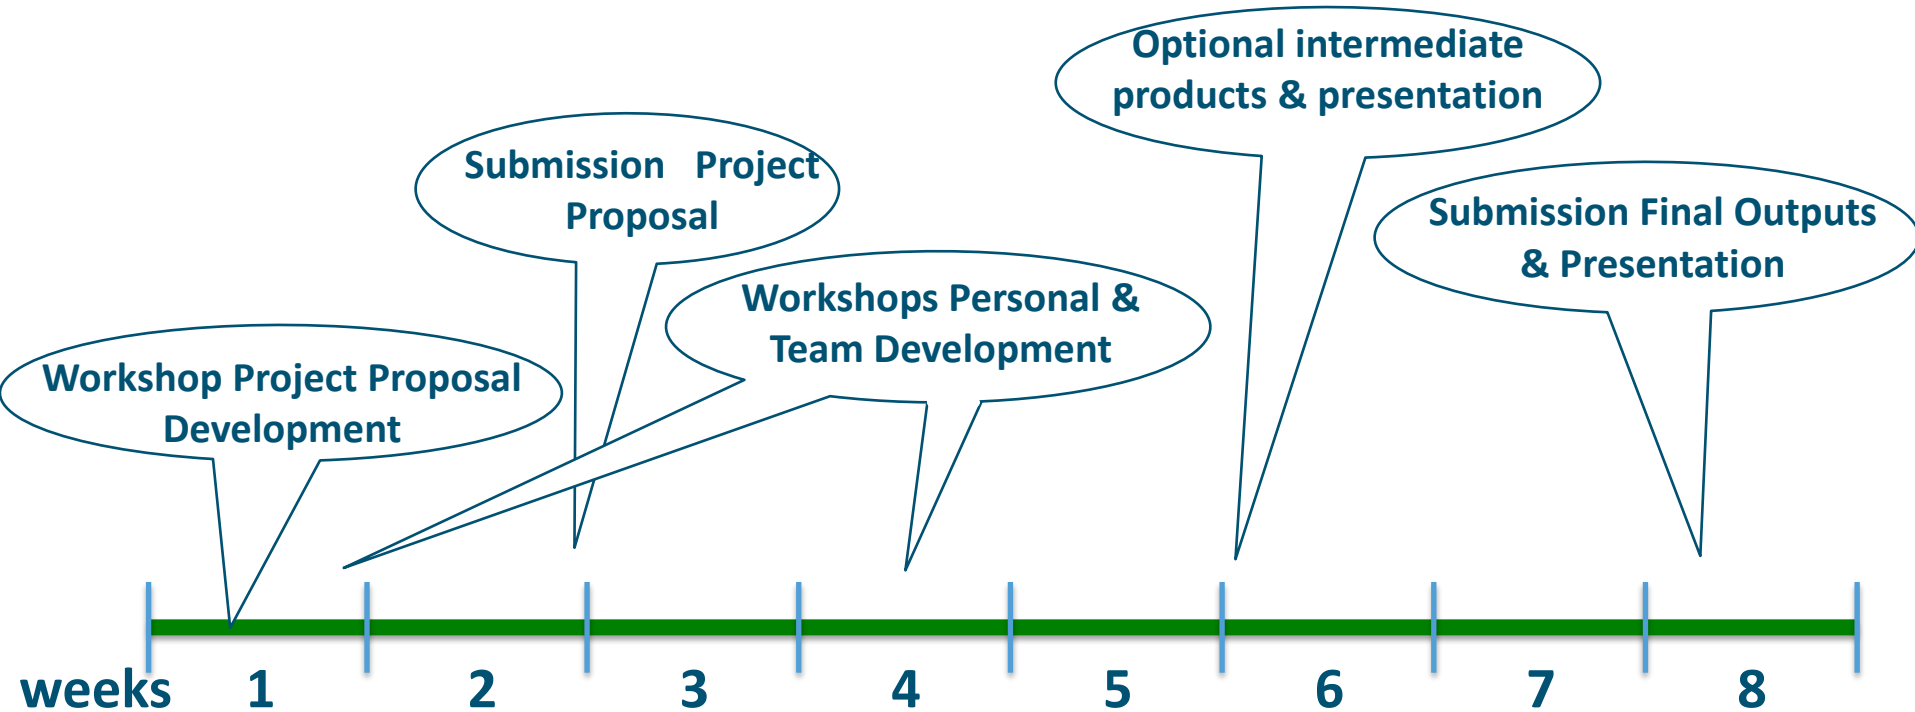 Optional intermediate
products & presentation
Submission Project
Proposal
Submission Final Outputs
& Presentation
Workshops Personal &
Team Development
Workshop Project Proposal
Development
weeks 1 2 3 4 5 6 7 8